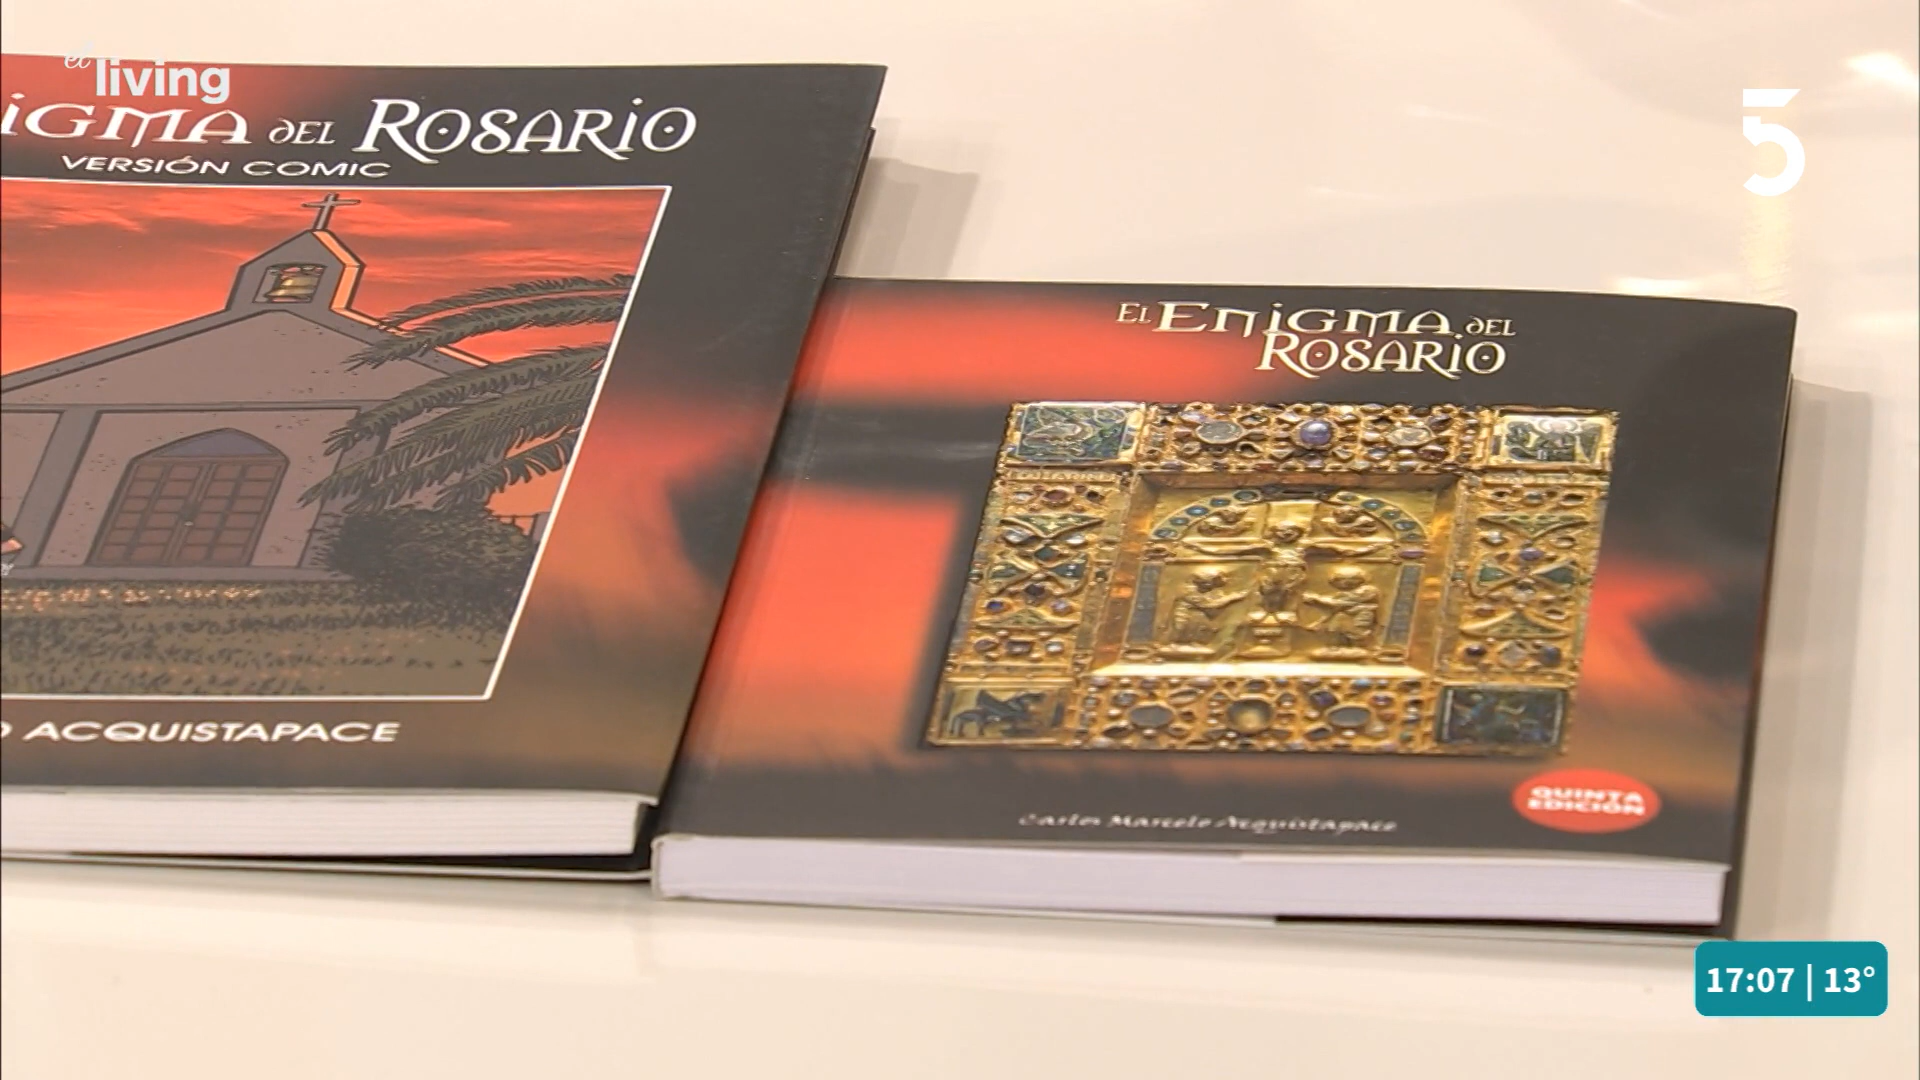 el living
5
iGMA DEL ROSARIO
VERSIÓN COMIC
O ACQUISTAPACE
EL ENIGMA DEL
ROSARIO
QUINTA
EDICIÓN
Carlos Marcelo Acquistapace
17:07 | 13°